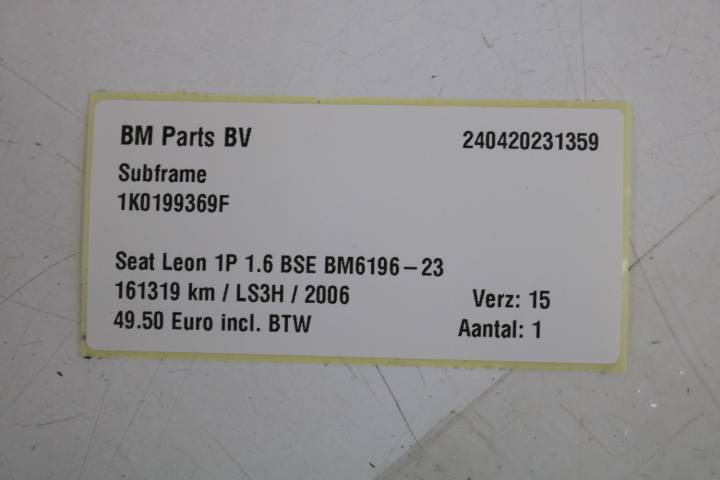 BM Parts BV 240420231359
Subframe
1K0199369F
Seat Leon 1P 1.6 BSE BM6196-23
161319 km / LS3H / 2006 Verz: 15
49.50 Euro incl. BTW Aantal: 1